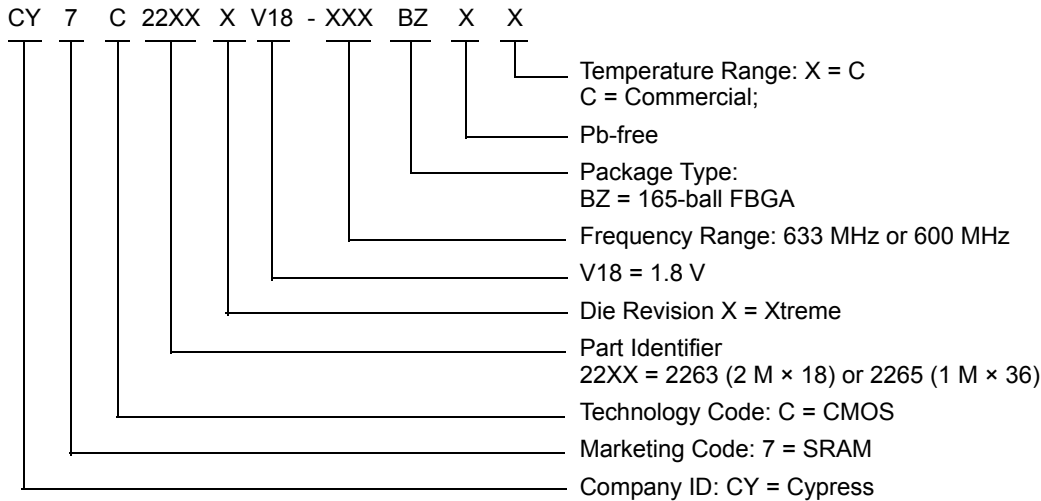 CY 7 C 22XX X V18 - XXX BZ X X
Temperature Range: X = C
C = Commercial;
Pb-free
Package Type:
BZ = 165-ball FBGA
Frequency Range: 633 MHz or 600 MHz
V18 = 1.8 V
Die Revision X = Xtreme
Part Identifier
22XX = 2263 (2 M × 18) or 2265 (1 M × 36)
Technology Code: C = CMOS
Marketing Code: 7 = SRAM
Company ID: CY = Cypress